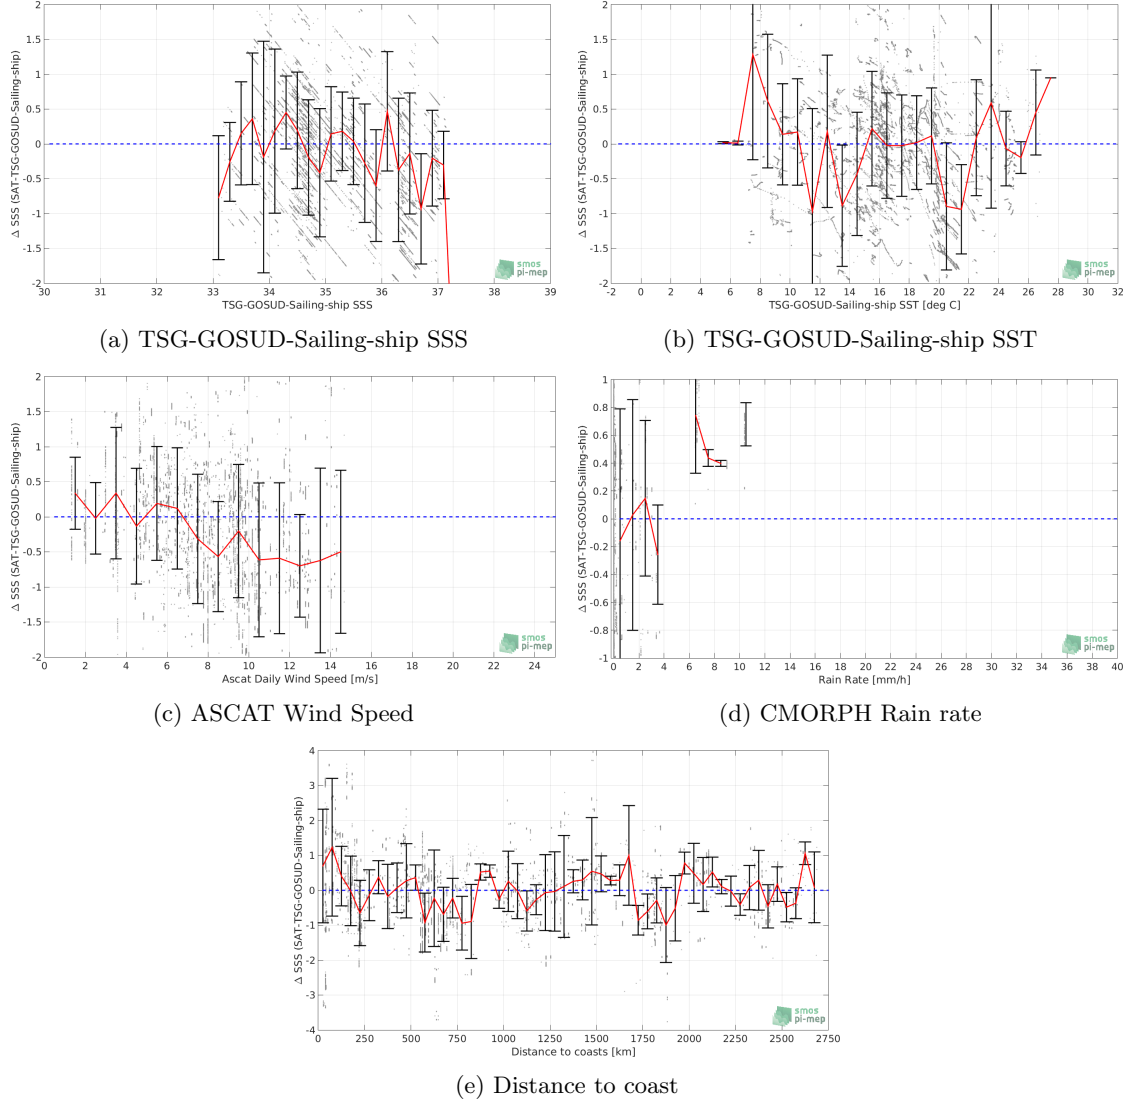 Δ SSS (SAT-TSG-GOSUD-Sailing-ship)
2
1.5
1
0.5
0
-0.5
-1
-1.5
-2
30 31 32 33 34 35 36 37 38 39
TSG-GOSUD-Sailing-ship SSS
smos
pi-mep
(a) TSG-GOSUD-Sailing-ship SSS
Δ SSS (SAT-TSG-GOSUD-Sailing-ship)
2
1.5
1
0.5
0
-0.5
-1
-1.5
-2
-2 0 2 4 6 8 10 12 14 16 18 20 22 24 26 28 30 32
TSG-GOSUD-Sailing-ship SST [deg C]
smos
pi-mep
(b) TSG-GOSUD-Sailing-ship SST
Δ SSS (SAT-TSG-GOSUD-Sailing-ship)
2
1.5
1
0.5
0
-0.5
-1
-1.5
-2
0 2 4 6 8 10 12 14 16 18 20 22 24
Ascat Daily Wind Speed [m/s]
smos
pi-mep
(c) ASCAT Wind Speed
Δ SSS (SAT-TSG-GOSUD-Sailing-ship)
1
0.8
0.6
0.4
0.2
0
-0.2
-0.4
-0.6
-0.8
-1
0 2 4 6 8 10 12 14 16 18 20 22 24 26 28 30 32 34 36 38 40
Rain Rate [mm/h]
smos
pi-mep
(d) CMORPH Rain rate
Δ SSS (SAT-TSG-GOSUD-Sailing-ship)
4
3
2
1
0
-1
-2
-3
-4
0 250 500 750 1000 1250 1500 1750 2000 2250 2500 2750
Distance to coasts [km]
smos
pi-mep
(e) Distance to coast